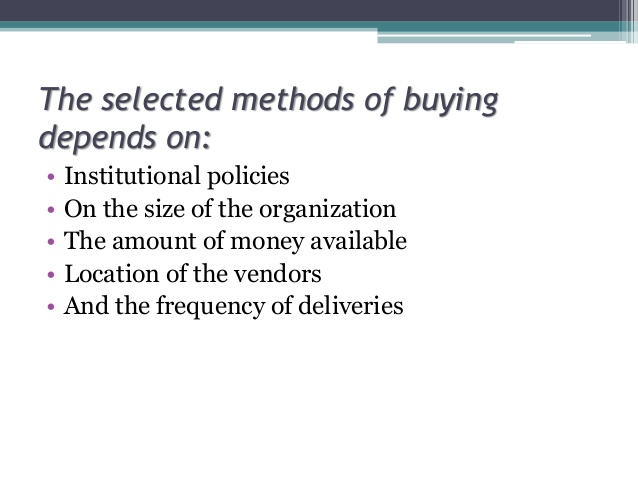 The selected methods of buying
depends on:
• Institutional policies
• On the size of the organization
• The amount of money available
• Location of the vendors
• And the frequency of deliveries